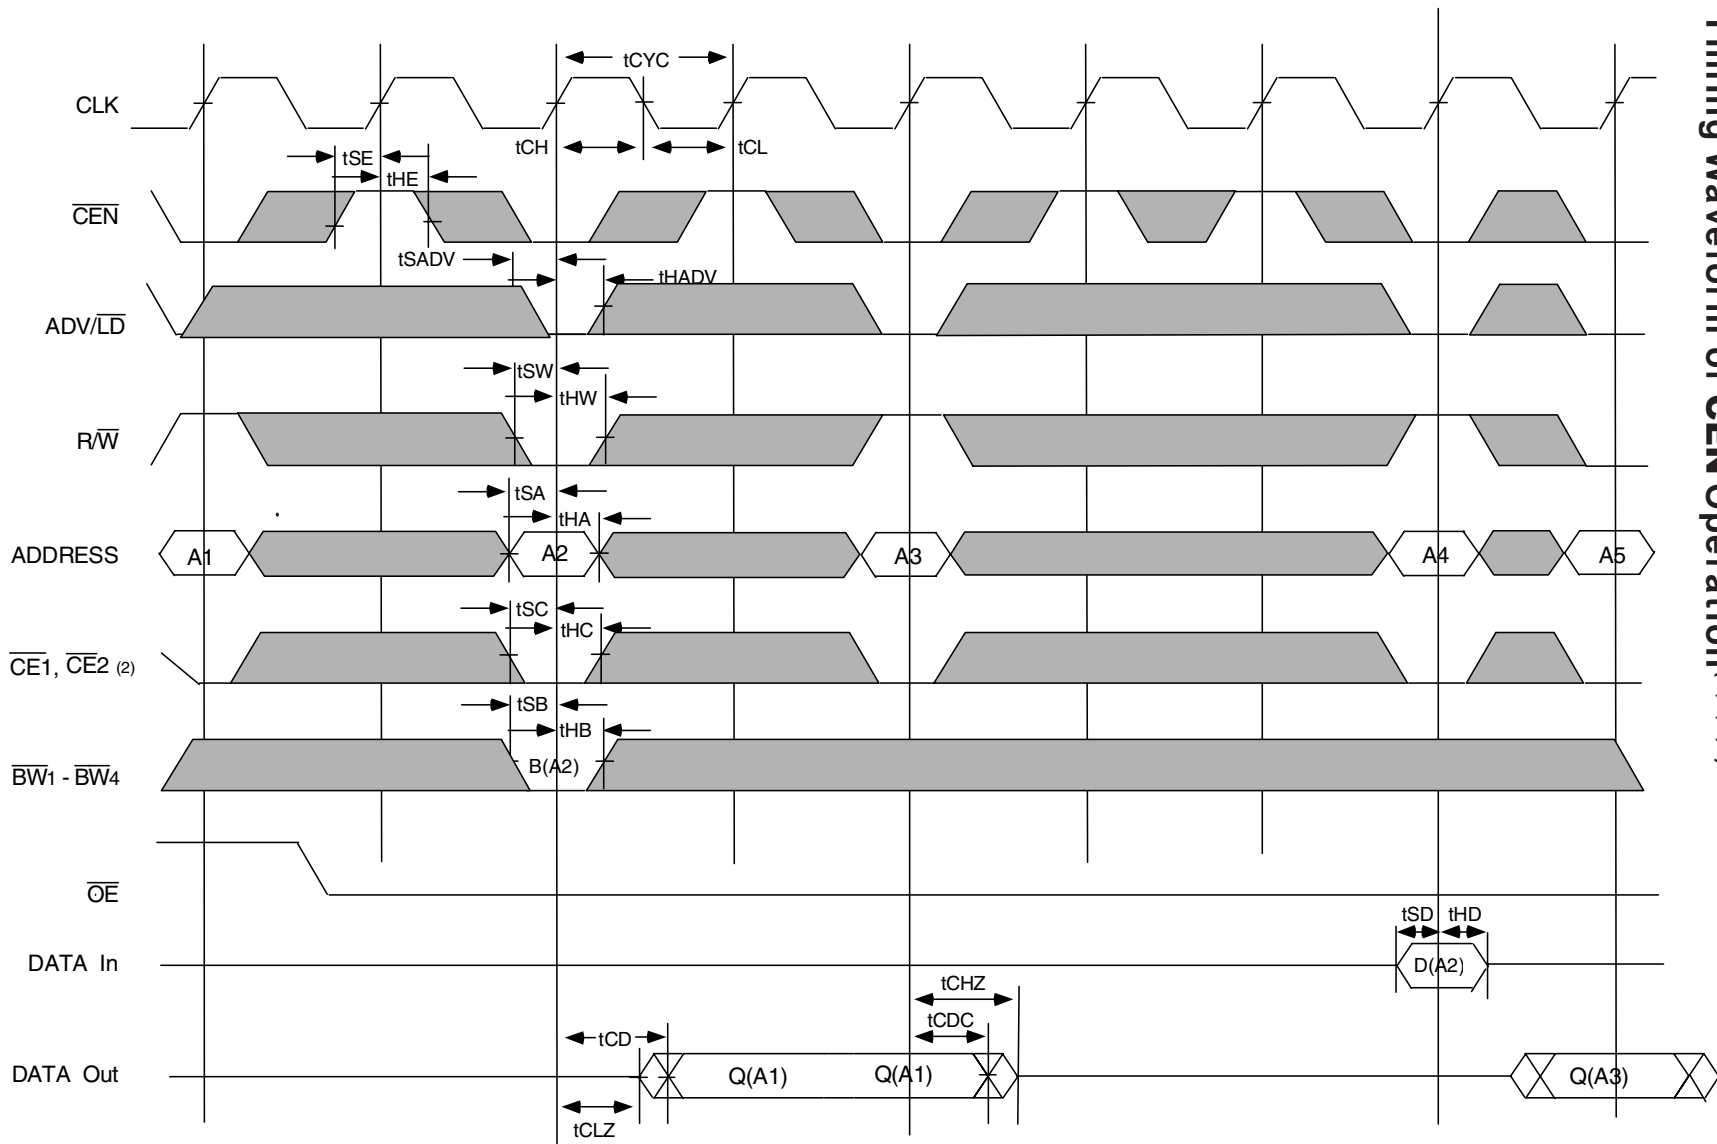 Timing Waveform of CEN Operation
tCYC
CLK
tCH
tCL
tSE
tHE
CEN
tSADV
tHADV
ADV/LD
tSW
tHW
R/W
tSA
tHA
ADDRESS
A1
A2
A3
A4
A5
tSC
tHC
CE1, CE2 (2)
tSB
tHB
BW1 - BW4
B(A2)
OE
tSD
tHD
DATA In
D(A2)
tCHZ
tCDC
tCD
DATA Out
Q(A1)
Q(A1)
Q(A3)
tCLZ